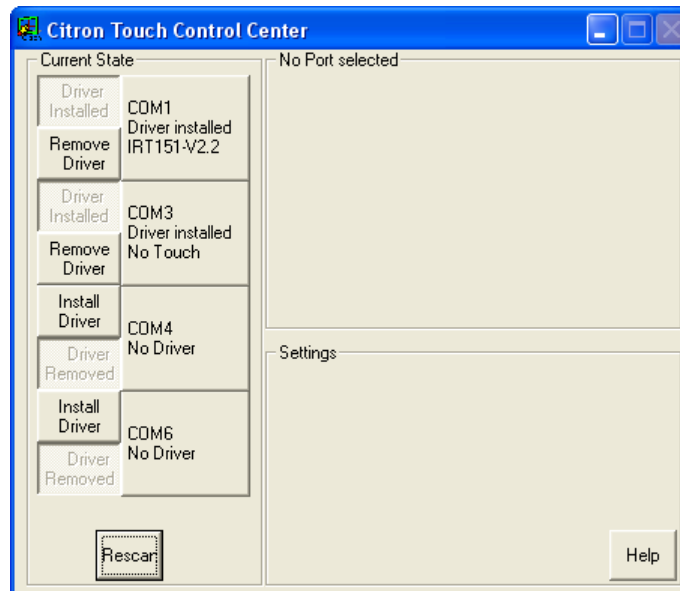 Citron Touch Control Center
Current State
Driver
Installed
Remove
Driver
COM1
Driver installed
IRT151-V2.2
Driver
Installed
Remove
Driver
COM3
Driver installed
No Touch
Install
Driver
Driver
Removed
COM4
No Driver
Install
Driver
Driver
Removed
COM6
No Driver
Rescan
No Port selected
Settings
Help